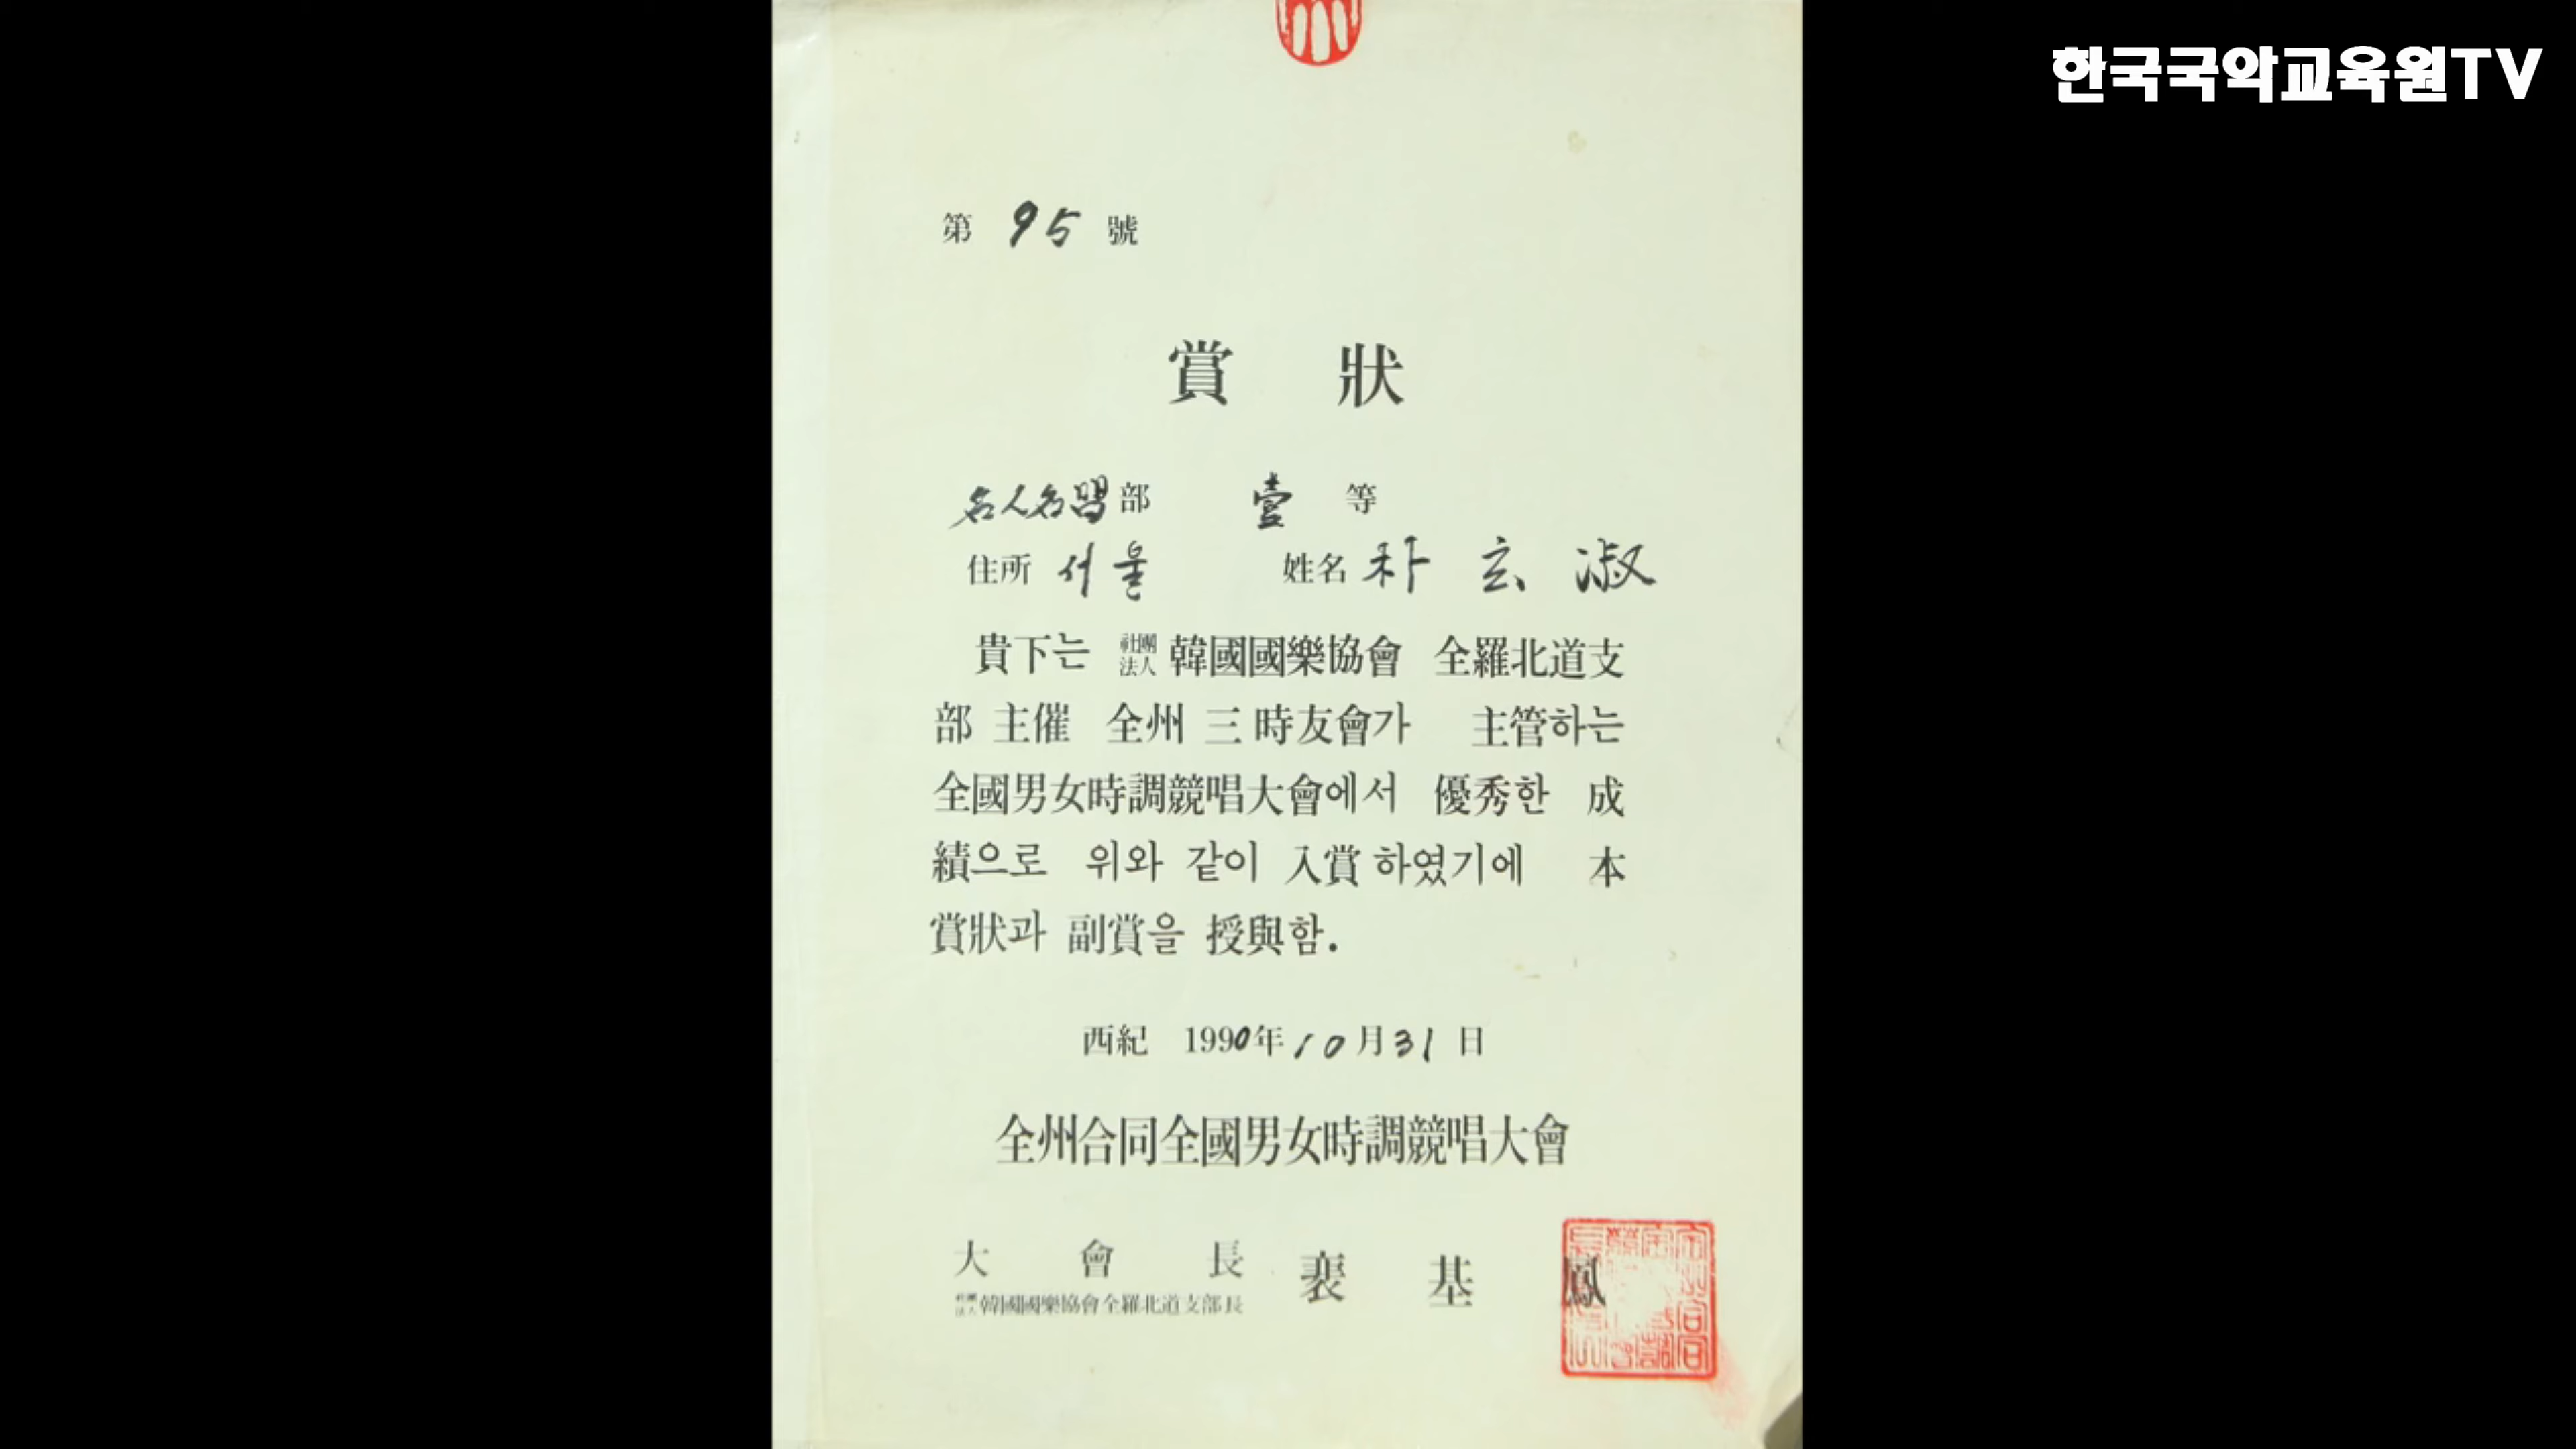 한국국악교육원TV
第 95 號
賞 狀
名人名唱部 壹 等
住所 서울 姓名 朴玄淑
貴下는 社團法人 韓國國樂協會 全羅北道支
部 主催 全州 三 時友會가 主管하는
全國男女時調競唱大會에서 優秀한 成
績으로 위와 같이 入賞 하였기에 本
賞狀과 副賞을 授與함.
西紀 1990年 10月 31日
全州合同全國男女時調競唱大會
大會長 裵基鳳
社團法人 韓國國樂協會全羅北道支部長